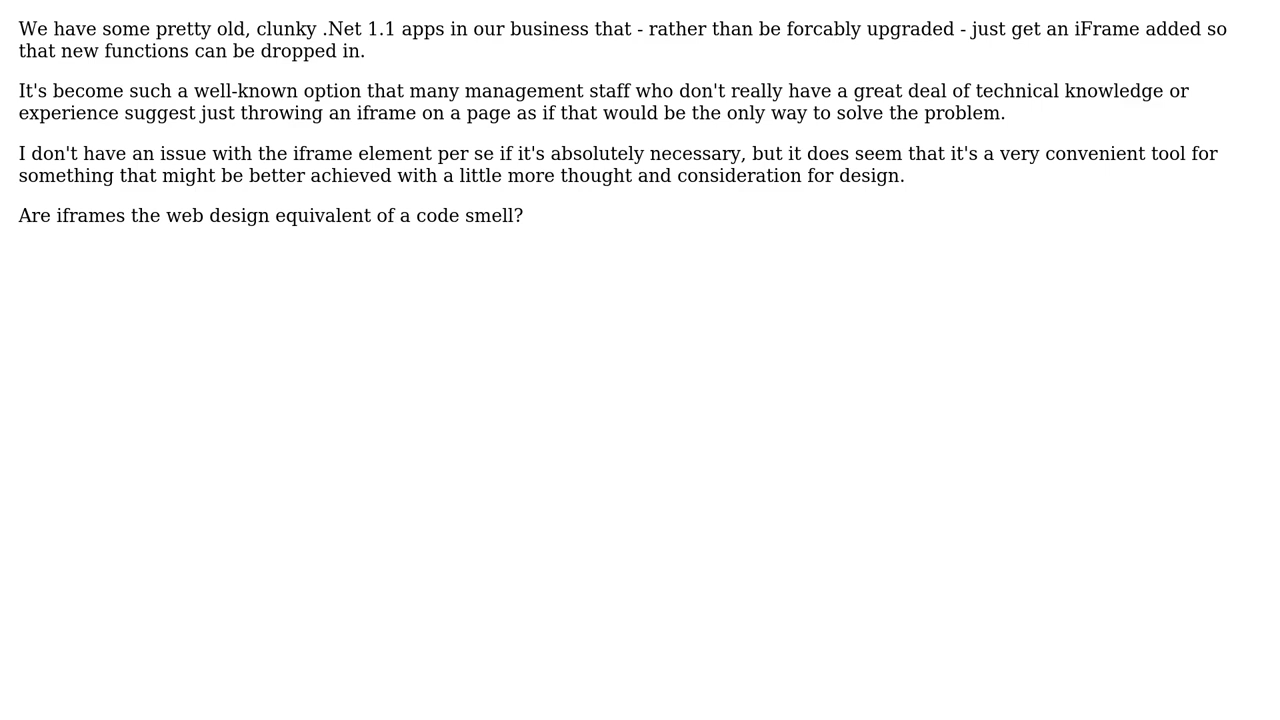 We have some pretty old, clunky .Net 1.1 apps in our business that - rather than be forcably upgraded - just get an iFrame added so
that new functions can be dropped in.
It's become such a well-known option that many management staff who don't really have a great deal of technical knowledge or
experience suggest just throwing an iframe on a page as if that would be the only way to solve the problem.
I don't have an issue with the iframe element per se if it's absolutely necessary, but it does seem that it's a very convenient tool for
something that might be better achieved with a little more thought and consideration for design.
Are iframes the web design equivalent of a code smell?